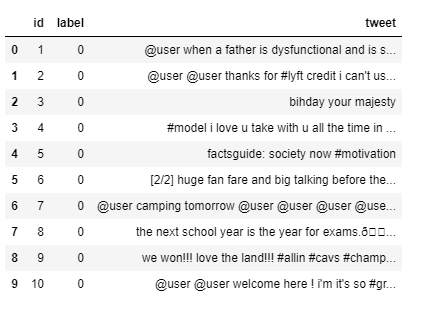 id label tweet
0 1 0 @user when a father is dysfunctional and is s...
1 2 0 @user @user thanks for #lyft credit i can't us...
2 3 0 bihday your majesty
3 4 0 #model i love u take with u all the time in ...
4 5 0 factsguide: society now #motivation
5 6 0 [2/2] huge fan fare and big talking before the...
6 7 0 @user camping tomorrow @user @user @user @use...
7 8 0 the next school year is the year for exams.ð□□...
8 9 0 we won!!! love the land!!! #allin #cavs #champ...
9 10 0 @user @user welcome here ! i'm it's so #gr...